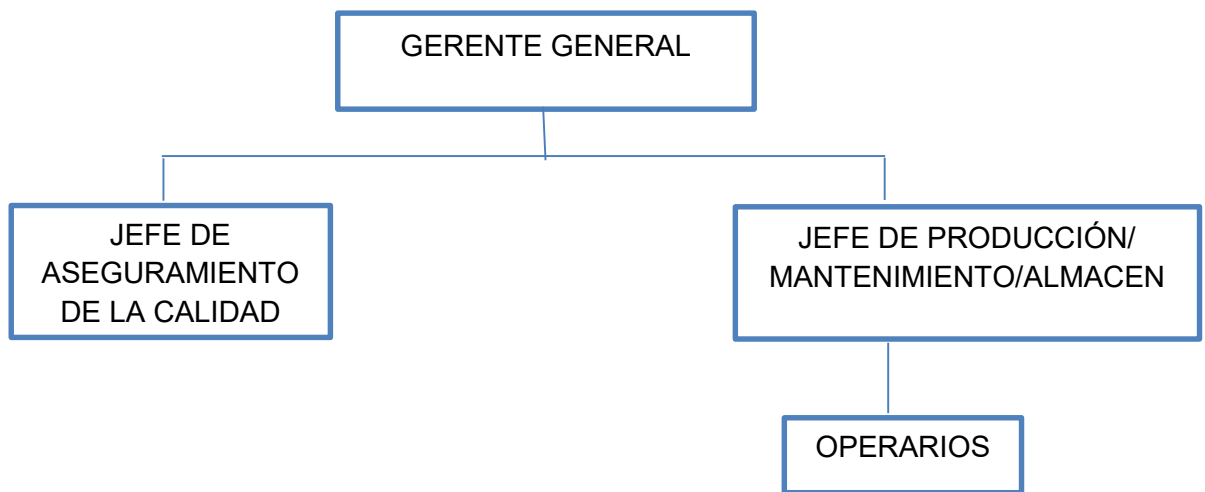 GERENTE GENERAL
JEFE DE
ASEGURAMIENTO
DE LA CALIDAD
JEFE DE PRODUCCIÓN/
MANTENIMIENTO/ALMACEN
OPERARIOS